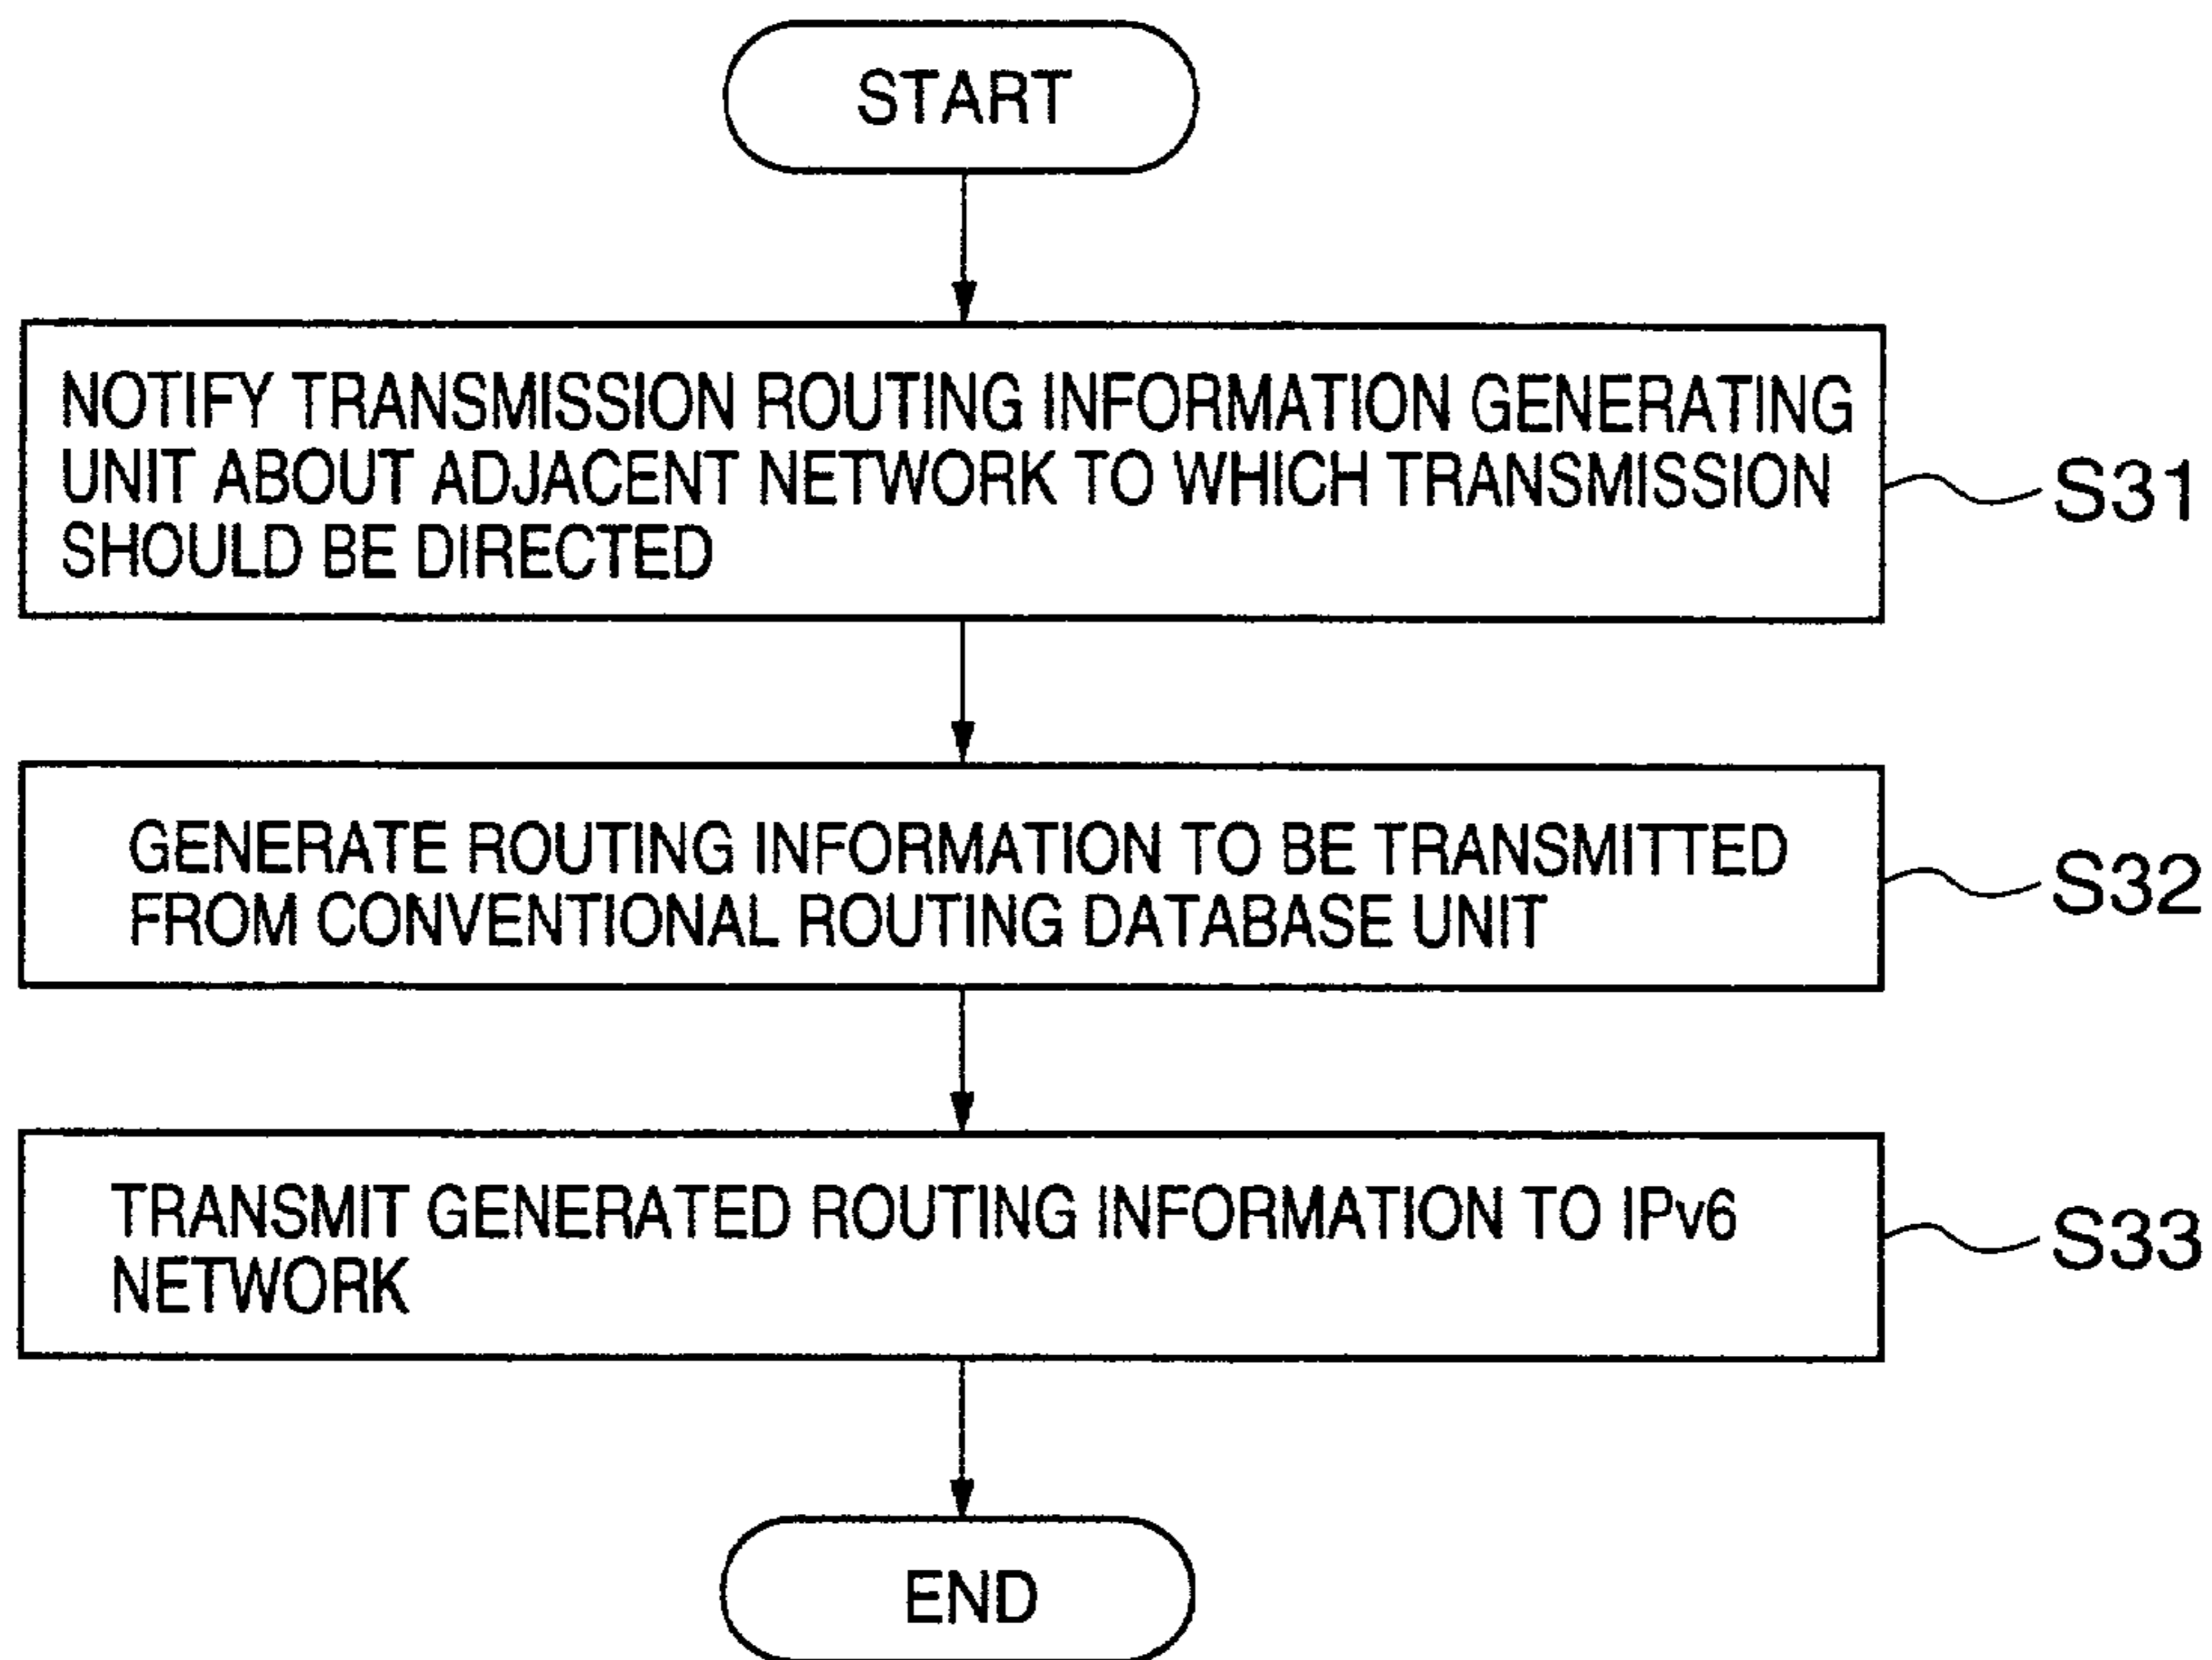 START
NOTIFY TRANSMISSION ROUTING INFORMATION GENERATING
UNIT ABOUT ADJACENT NETWORK TO WHICH TRANSMISSION
SHOULD BE DIRECTED
S31
GENERATE ROUTING INFORMATION TO BE TRANSMITTED
FROM CONVENTIONAL ROUTING DATABASE UNIT
S32
TRANSMIT GENERATED ROUTING INFORMATION TO IPv6
NETWORK
S33
END